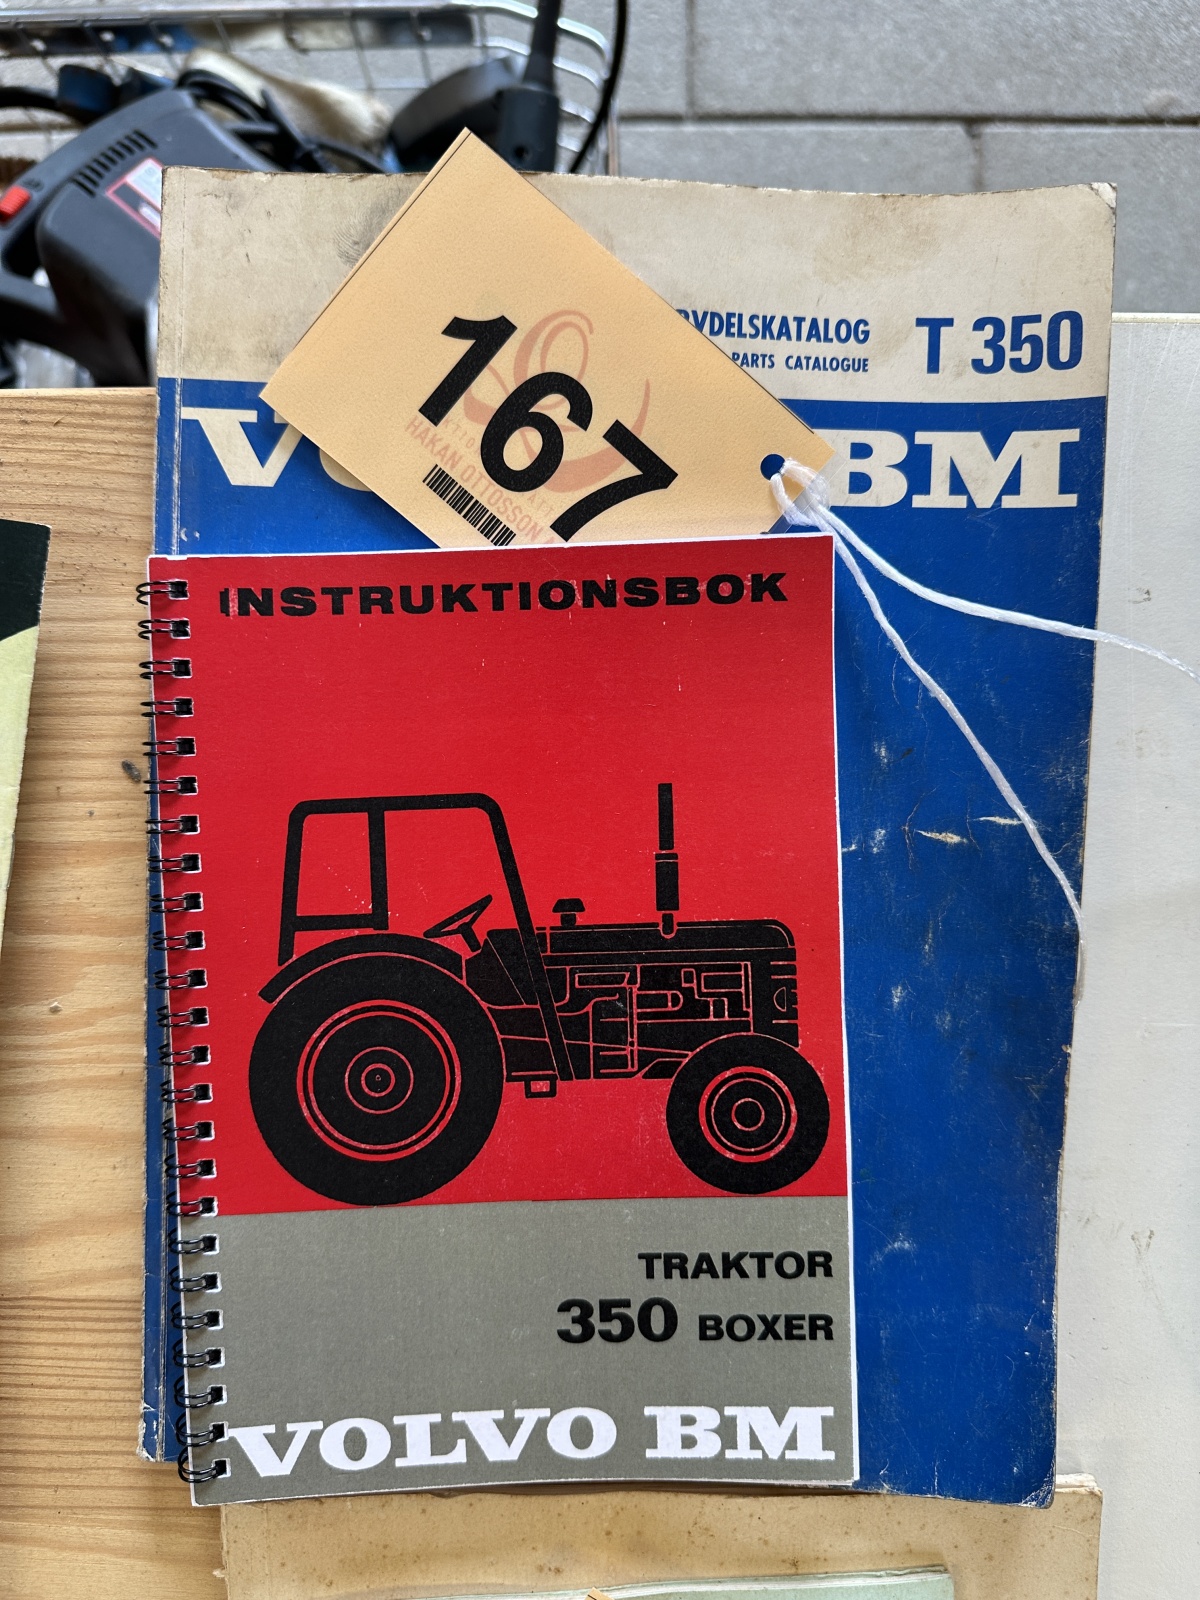 RVDELSKATALOG T 350
PARTS CATALOGUE
BM
167
HÅKAN OTTOSSON
INSTRUKTIONSBOK
TRAKTOR
350 BOXER
VOLVO BM